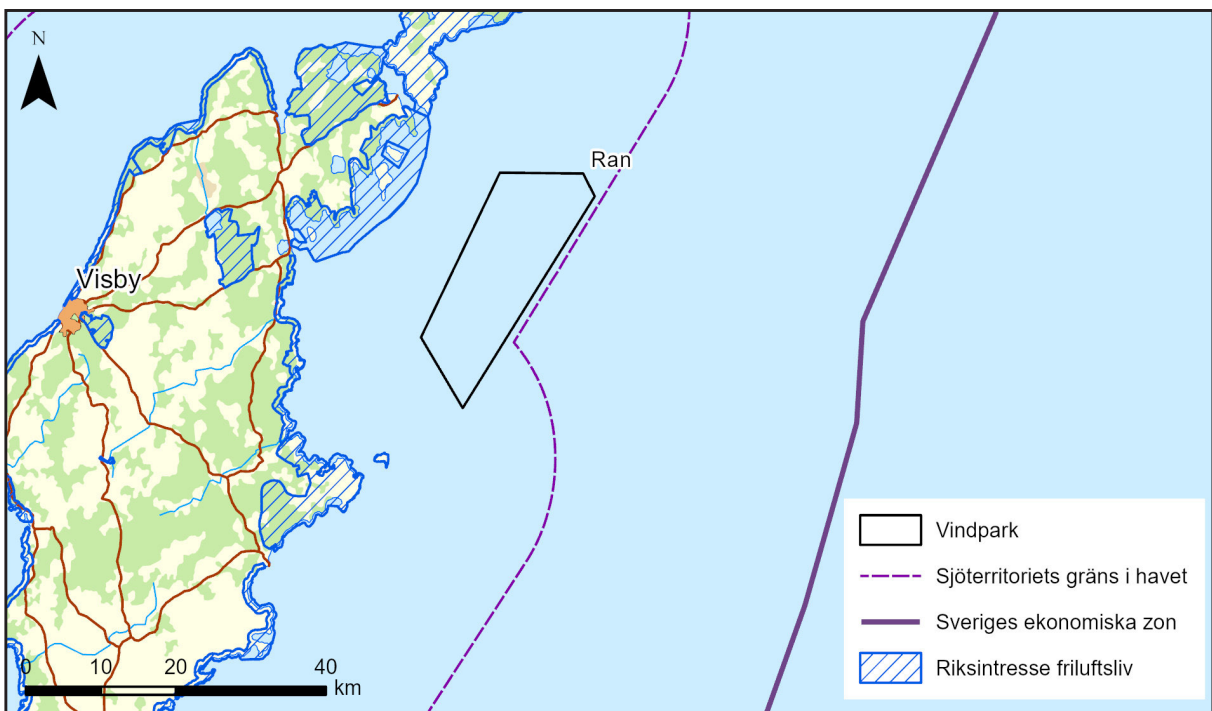 N
Ran
Visby
Vindpark
Sjöterritoriets gräns i havet
Sveriges ekonomiska zon
Riksintresse friluftsliv
0 10 20 40
km